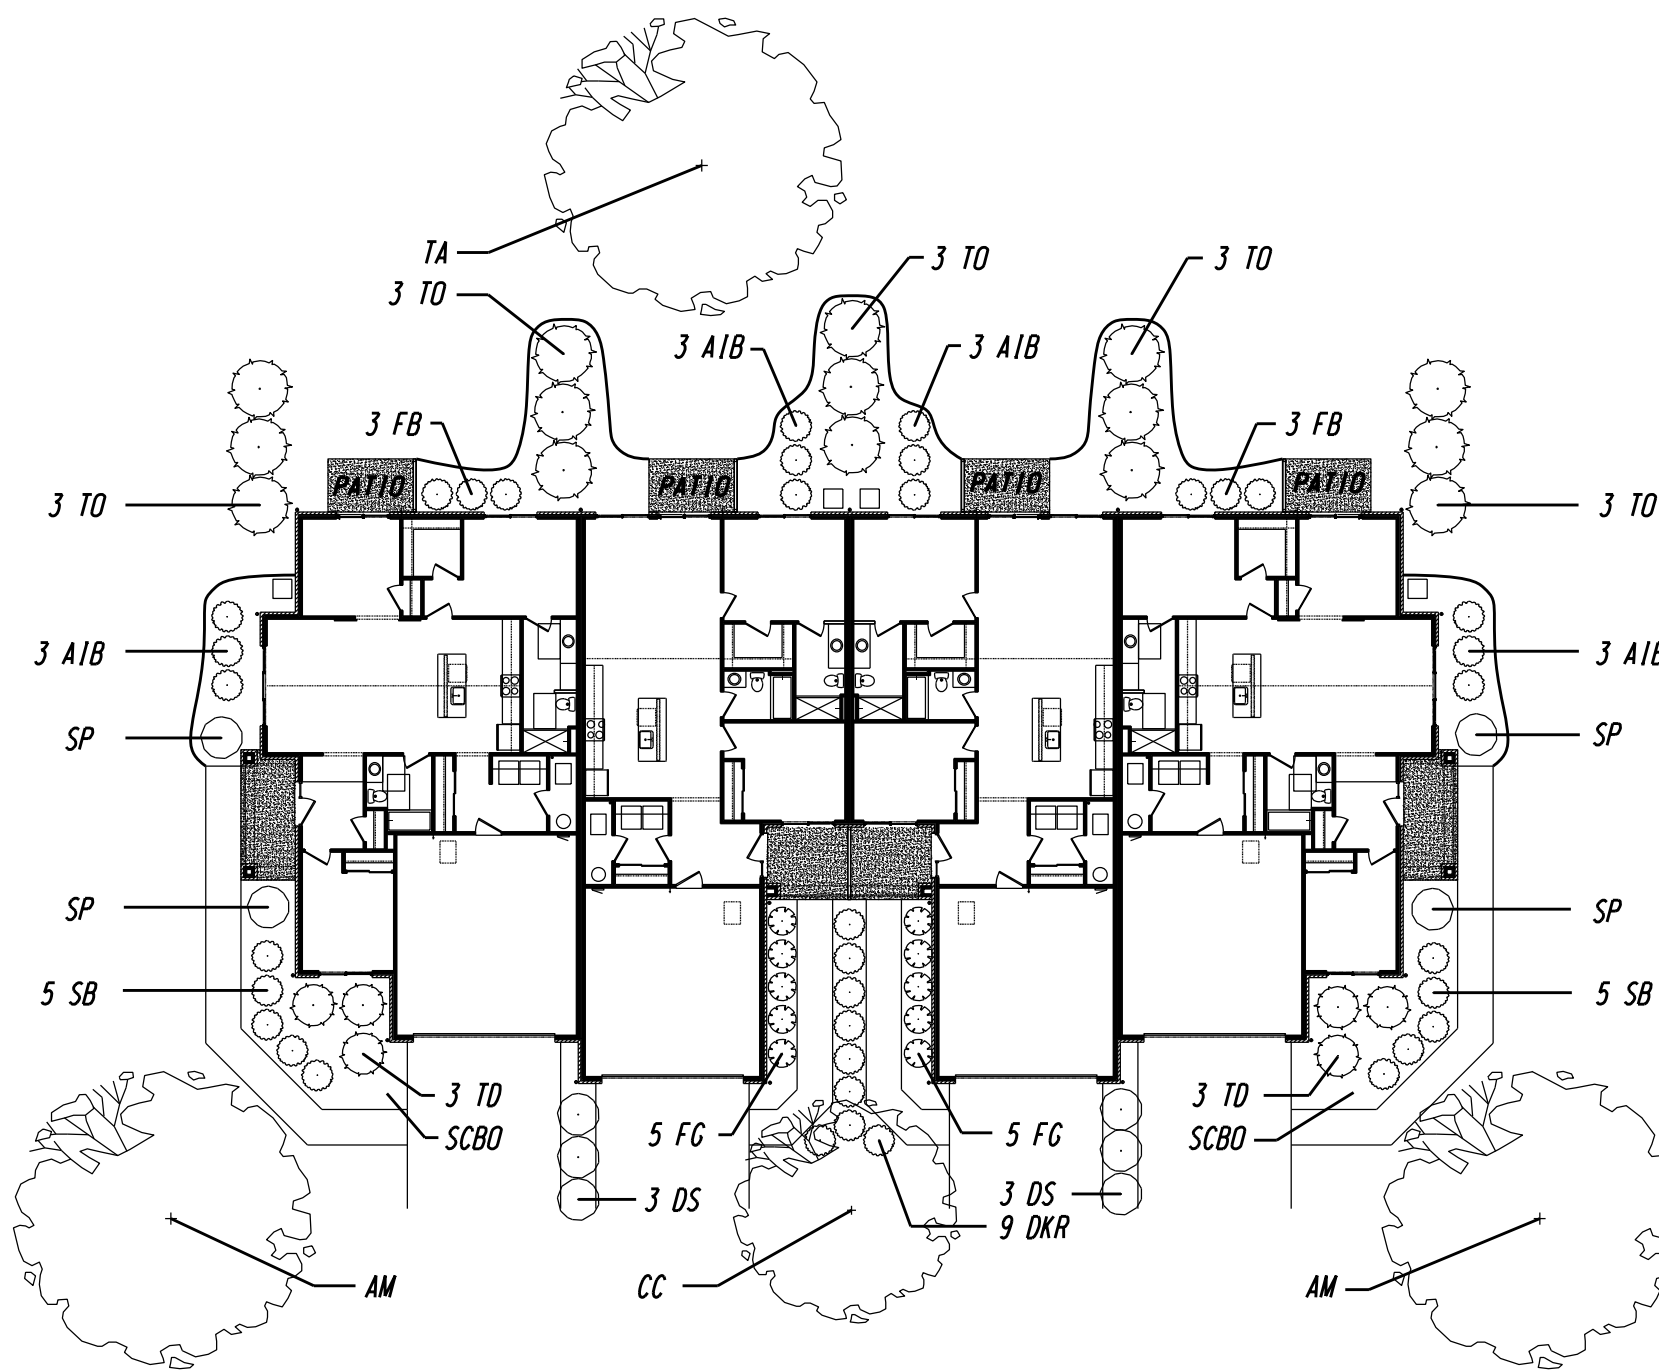 TA
3 TO
3 TO
3 TO
3 AIB
3 AIB
3 FB
3 FB
PATIO
PATIO
PATIO
PATIO
3 TO
3 TO
3 AIB
3 AIB
SP
SP
SP
SP
5 SB
5 SB
3 TD
3 TD
SCBO
5 FG
5 FG
SCBO
3 DS
3 DS
9 DKR
AM
CC
AM